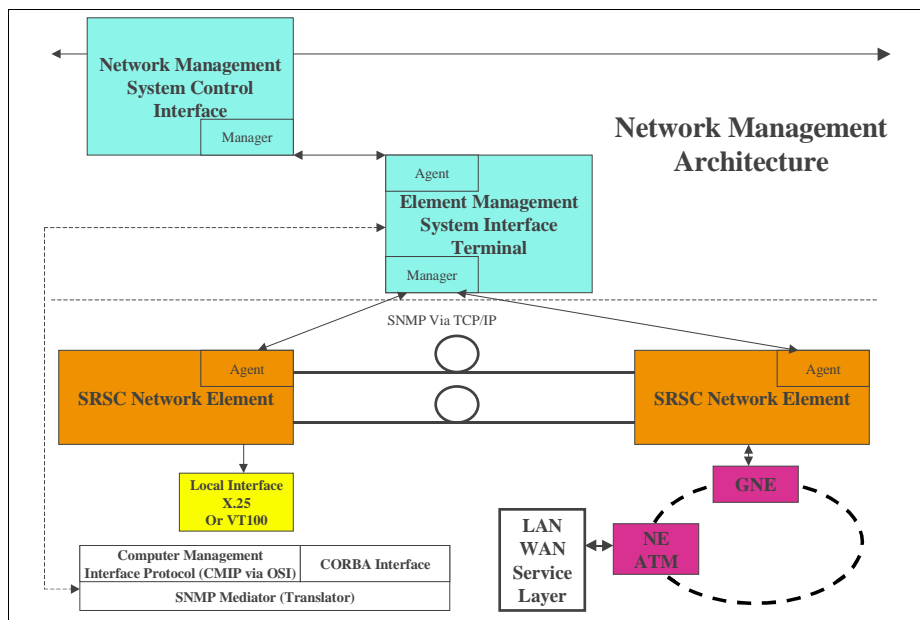 Network Management
System Control
Interface
Manager
Network Management
Architecture
Agent
Element Management
System Interface
Terminal
Manager
SNMP Via TCP/IP
Agent
SRSC Network Element
Agent
SRSC Network Element
Local Interface
X.25
Or VT100
GNE
LAN
WAN
Service
Layer
NE
ATM
Computer Management
Interface Protocol (CMIP via OSI)
CORBA Interface
SNMP Mediator (Translator)